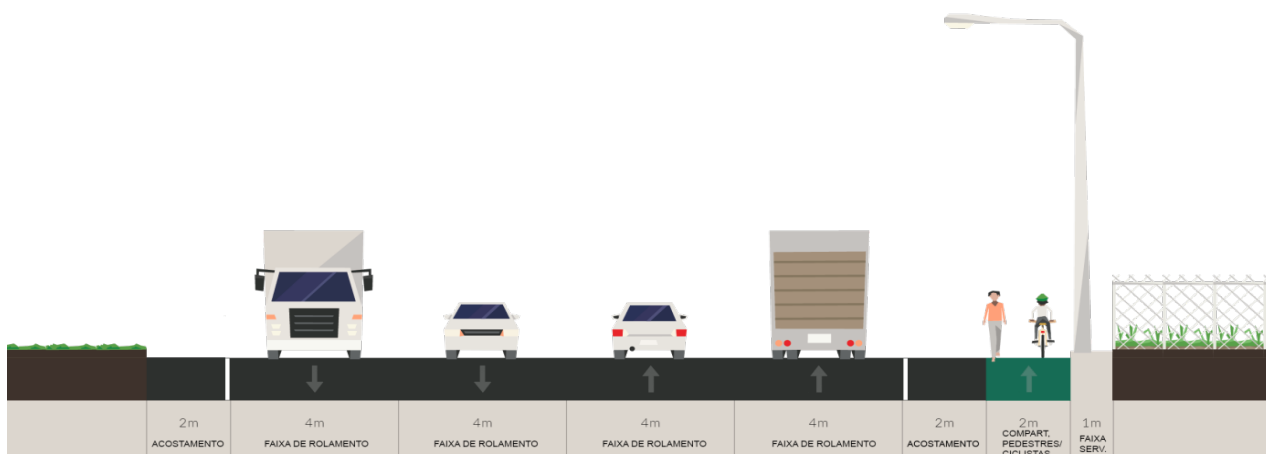 2m
ACOSTAMENTO
4m
FAIXA DE ROLAMENTO
4m
FAIXA DE ROLAMENTO
4m
FAIXA DE ROLAMENTO
4m
FAIXA DE ROLAMENTO
2m
ACOSTAMENTO
2m
COMPART.
PEDESTRES/
CICLISTAS
1m
FAIXA
SERV.